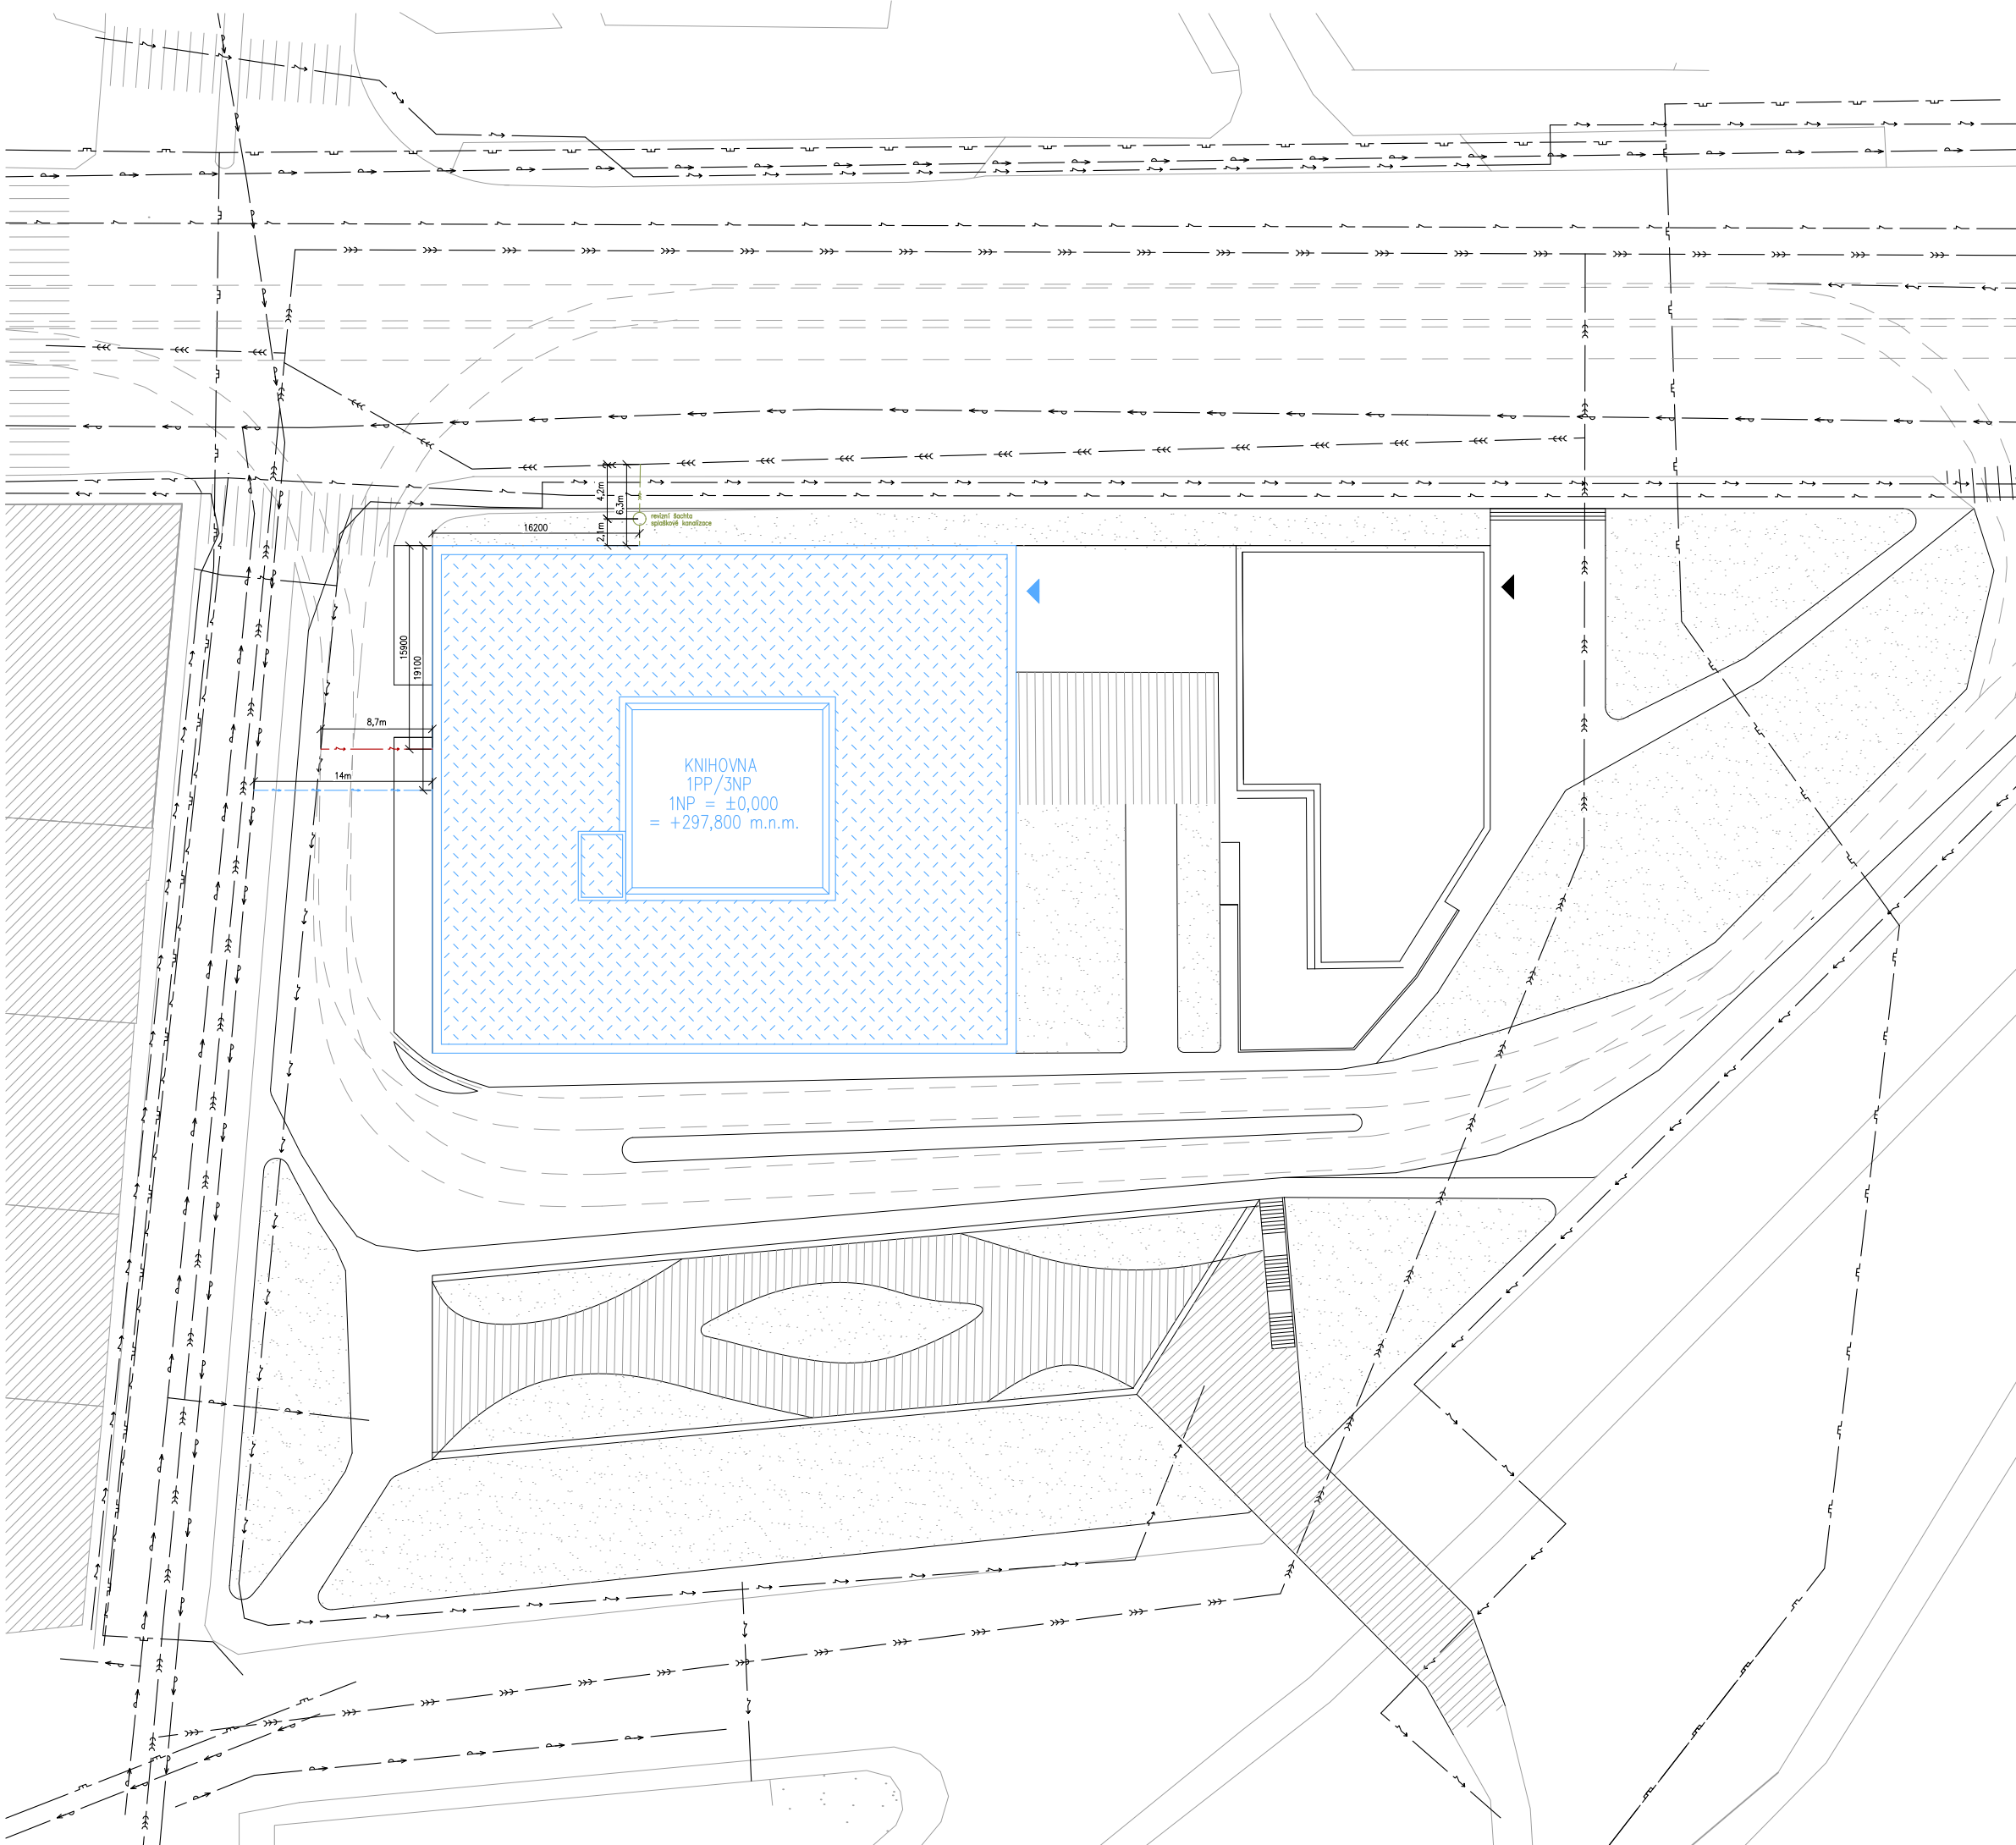 4,2m
6,3m
2,1m
revizní šachta
splaškové kanalizace
16200
15900
19100
8,7m
14m
KNIHOVNA
1PP/3NP
1NP = ±0,000
= +297,800 m.n.m.